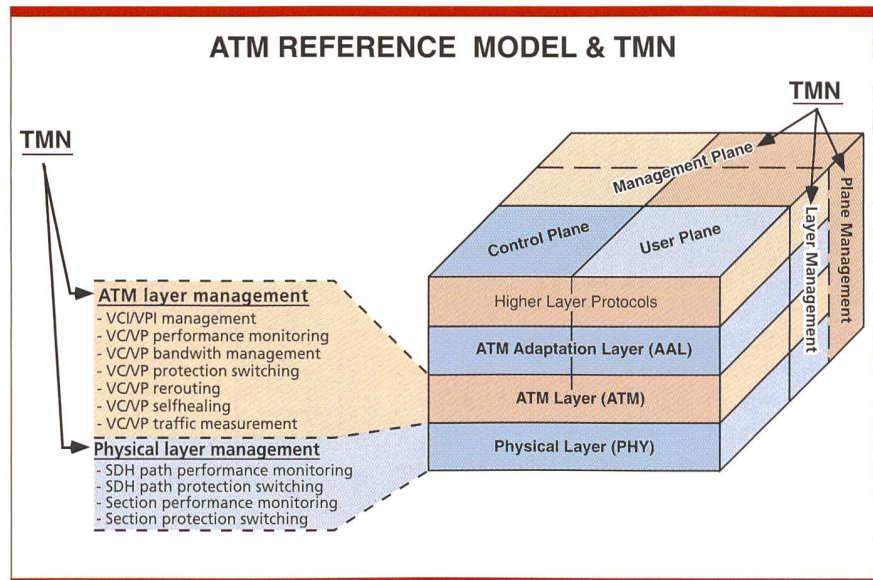 ATM REFERENCE MODEL & TMN
TMN
TMN
Management Plane
Control Plane
User Plane
Layer Management
Plane Management
Higher Layer Protocols
ATM Adaptation Layer (AAL)
ATM Layer (ATM)
Physical Layer (PHY)
ATM layer management
- VCI/VPI management
- VC/VP performance monitoring
- VC/VP bandwith management
- VC/VP protection switching
- VC/VP rerouting
- VC/VP selfhealing
- VC/VP traffic measurement
Physical layer management
- SDH path performance monitoring
- SDH path protection switching
- Section performance monitoring
- Section protection switching